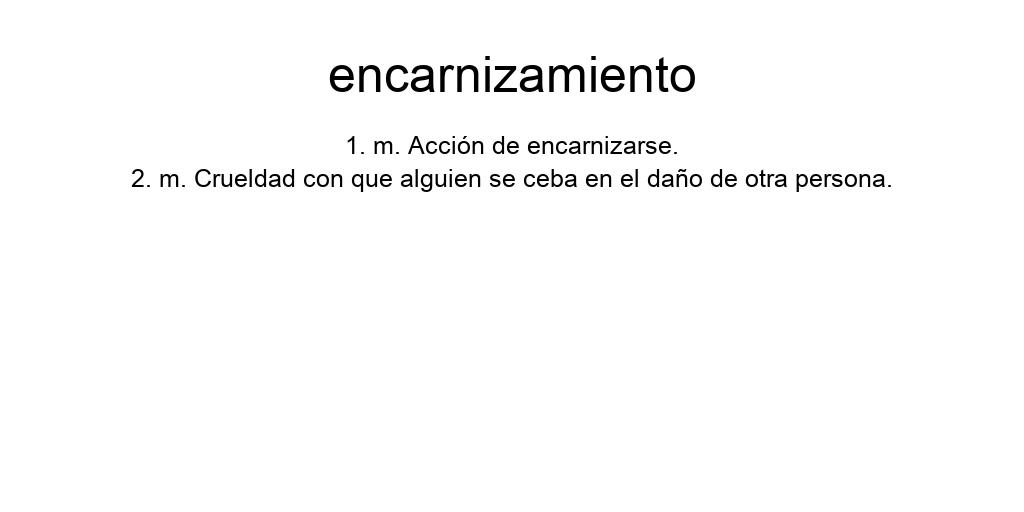 encarnizamiento
1. m. Acción de encarnizarse.
2. m. Crueldad con que alguien se ceba en el daño de otra persona.